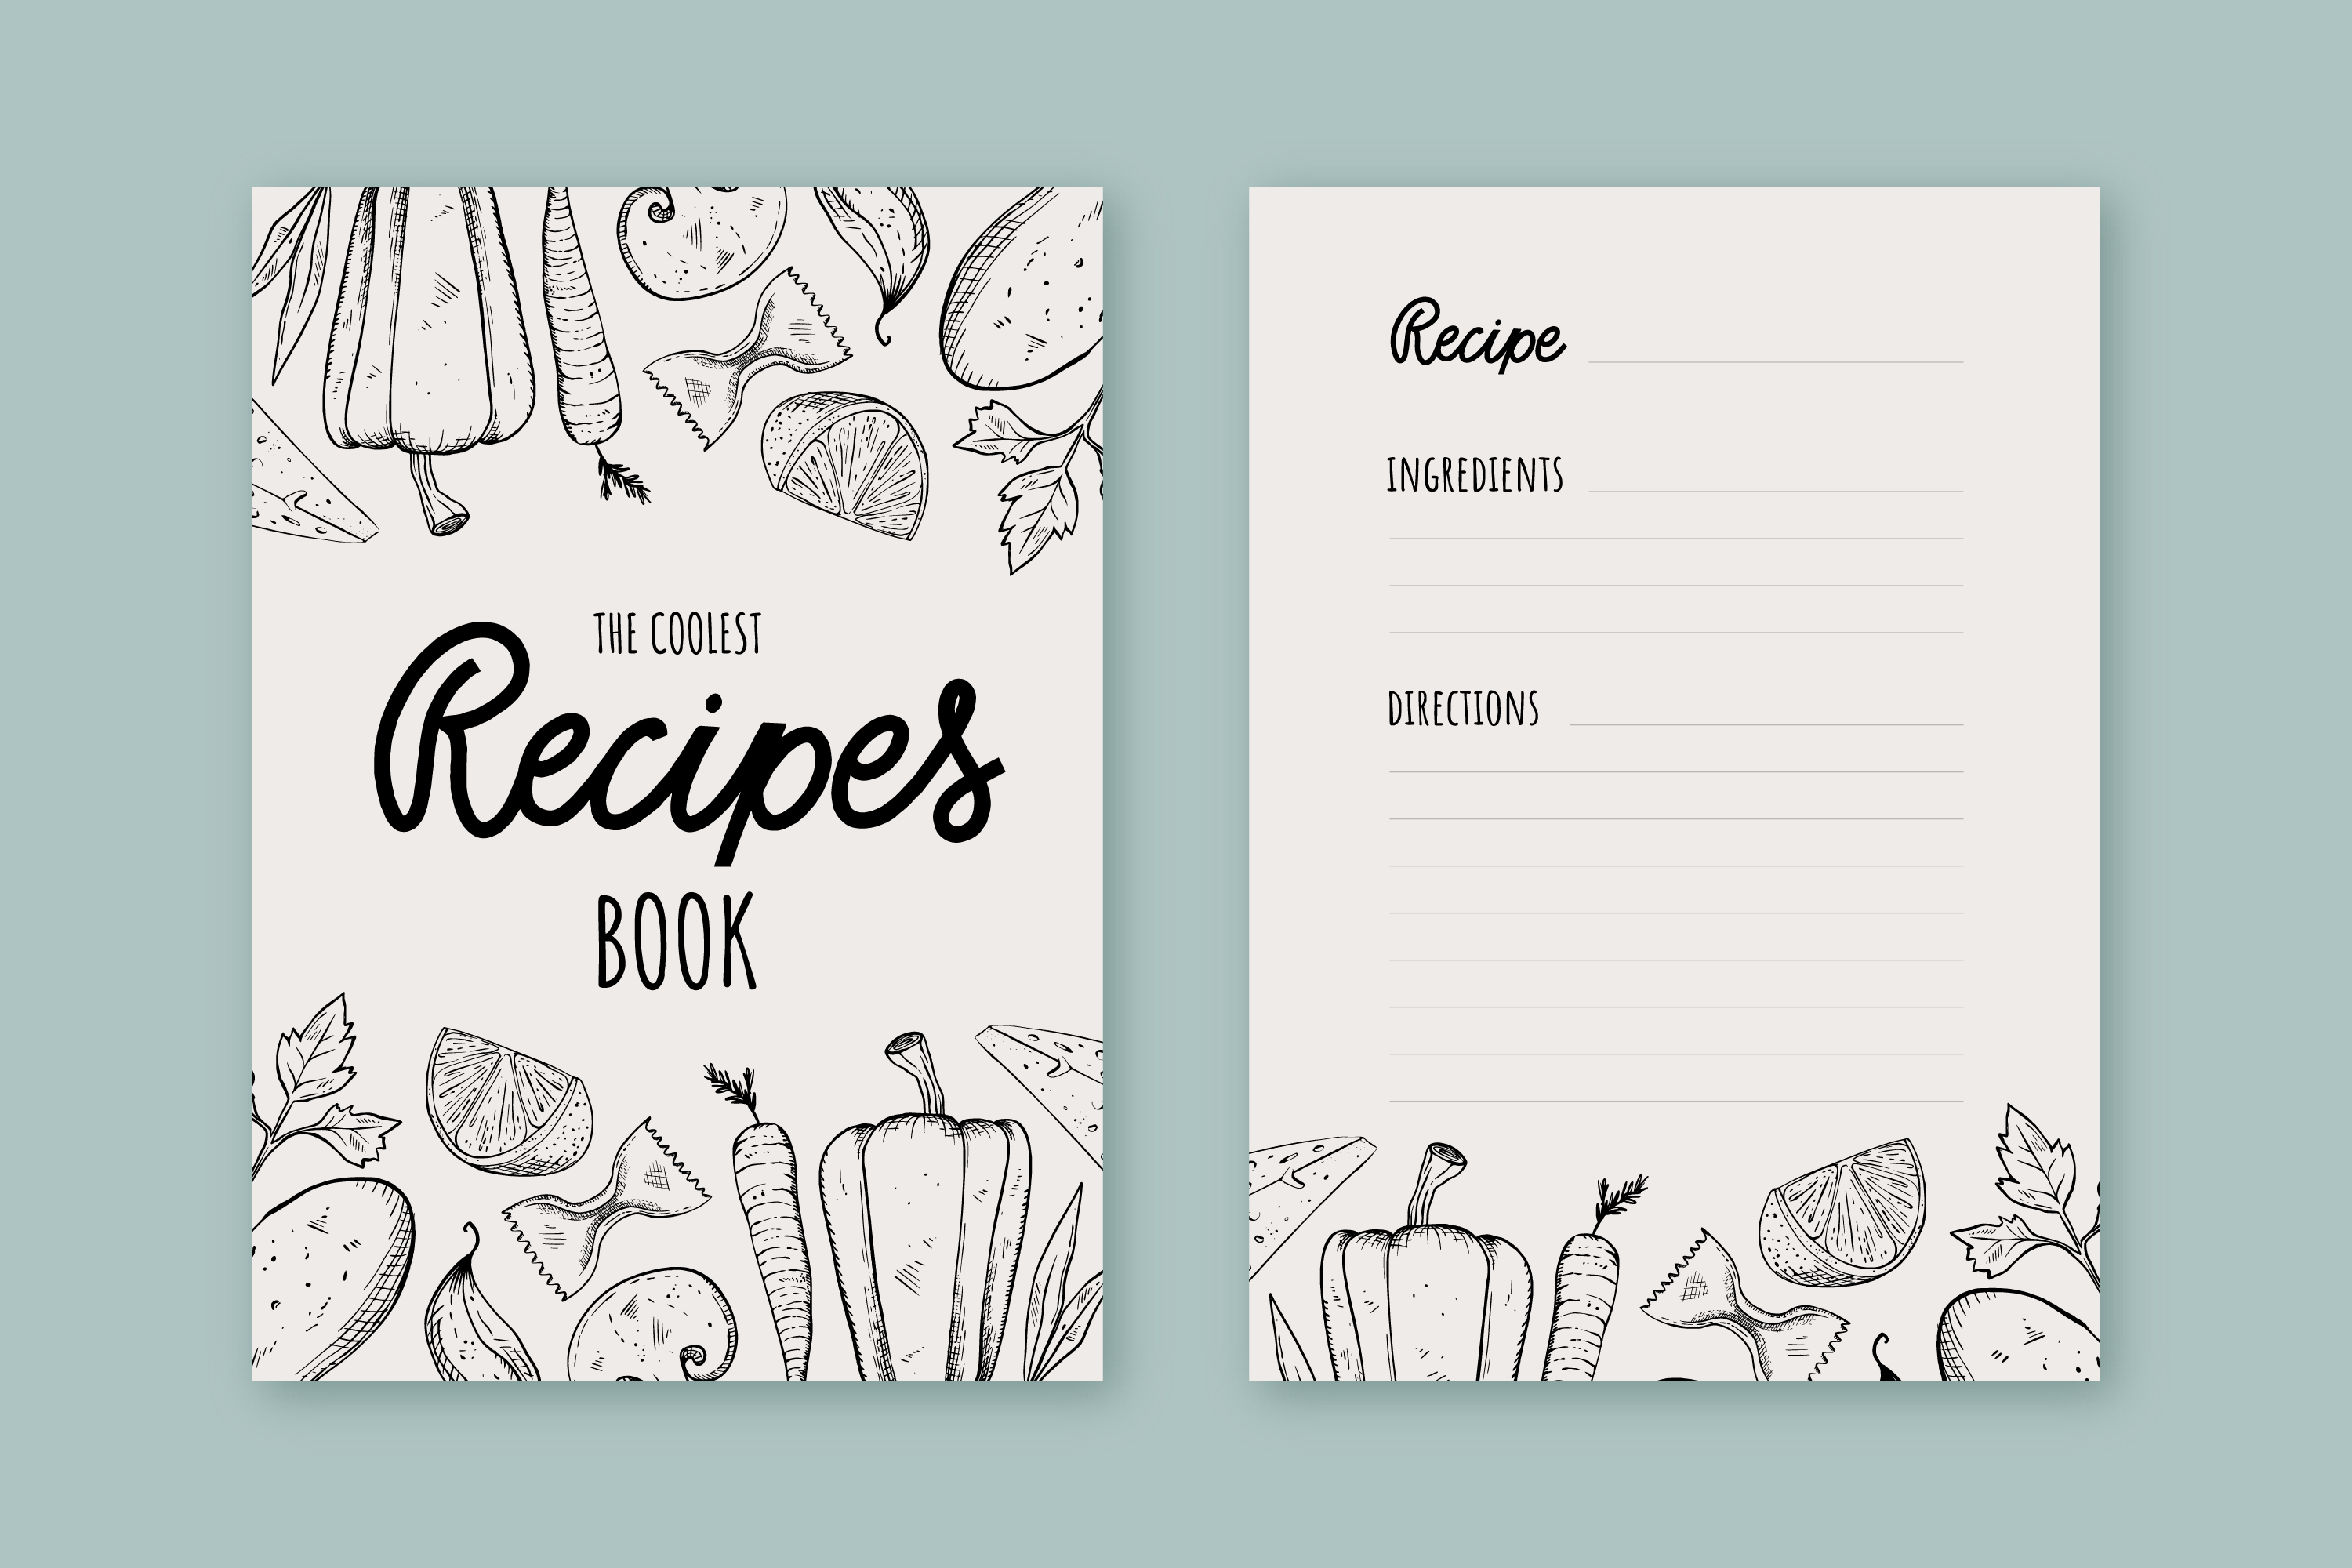 THE COOLEST
Recipes
BOOK
Recipe
INGREDIENTS
DIRECTIONS